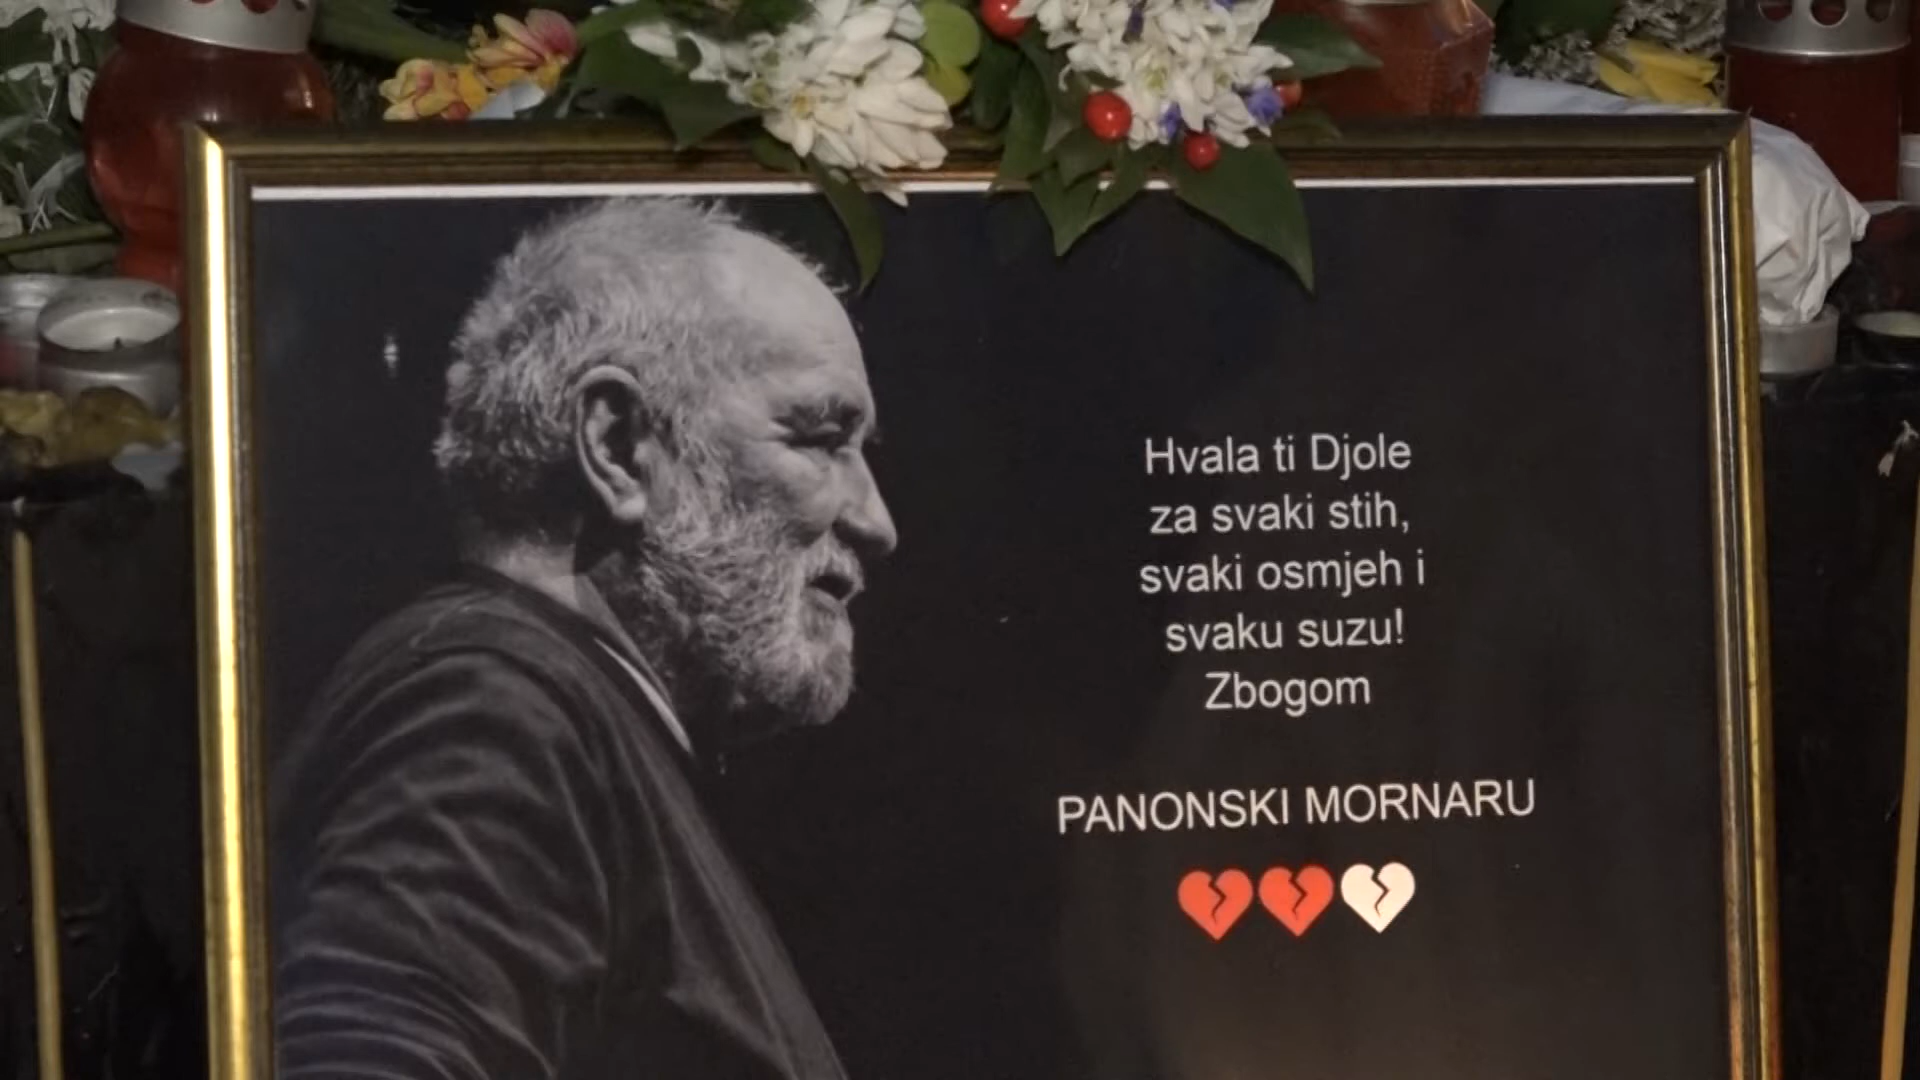 Hvala ti Djole
za svaki stih,
svaki osmjeh i
svaku suzu!
Zbogom
PANONSKI MORNARU